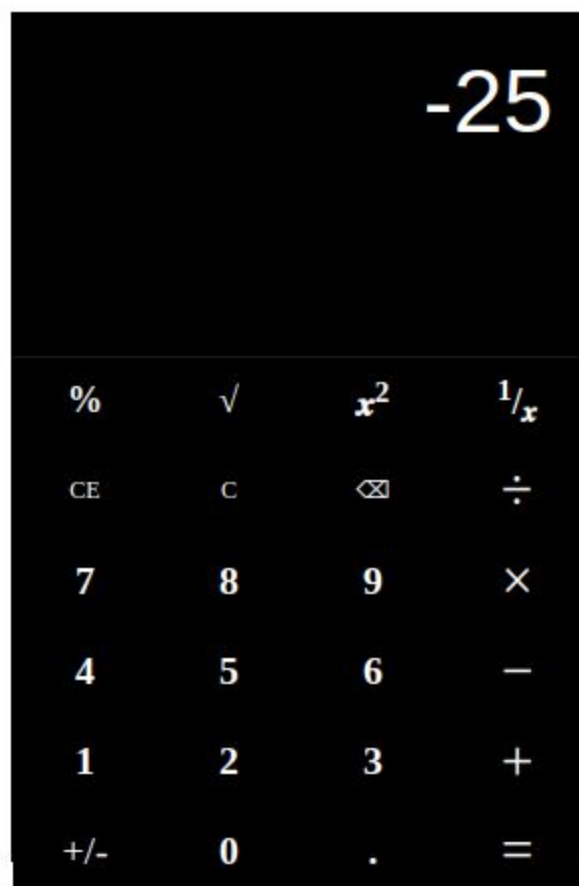 -25
% √ x² ¹/x
CE C ⌫ ÷
7 8 9 ×
4 5 6 −
1 2 3 +
+/- 0 . =